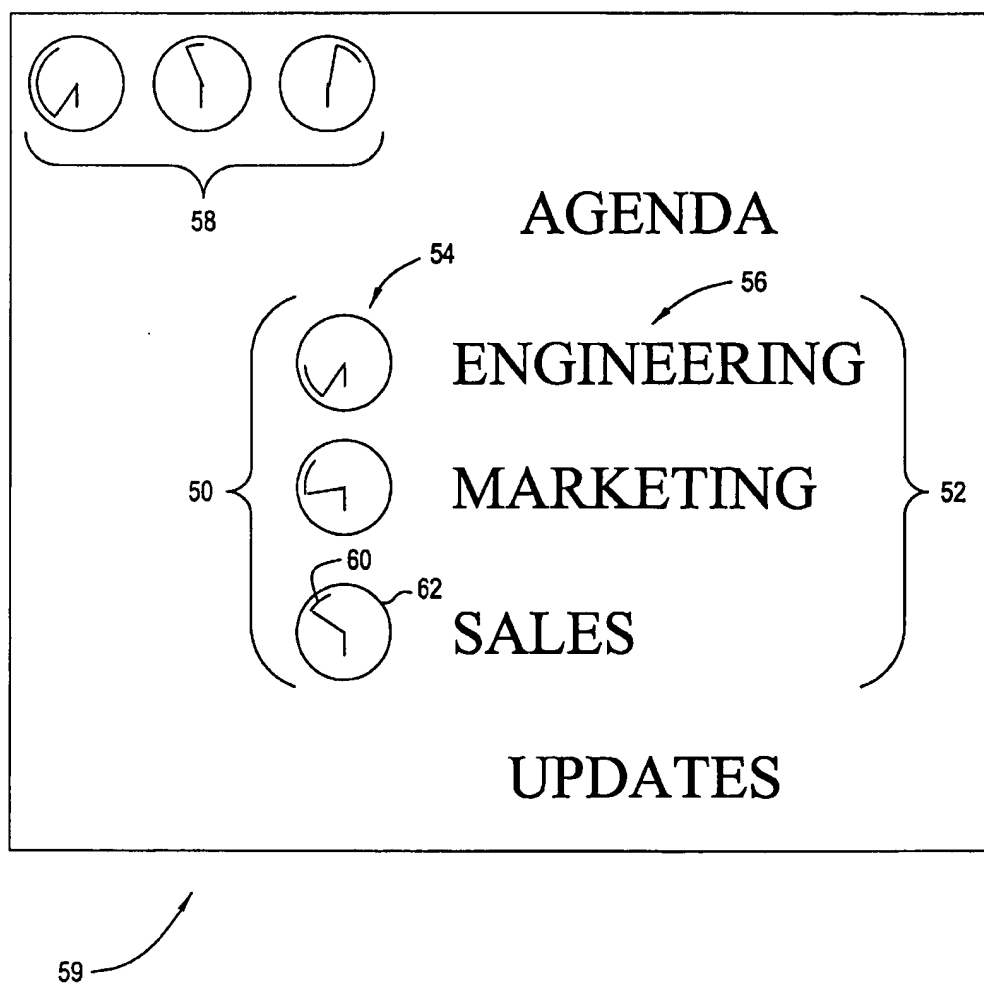 58
AGENDA
54
56
ENGINEERING
50
MARKETING
52
60
62
SALES
UPDATES
59